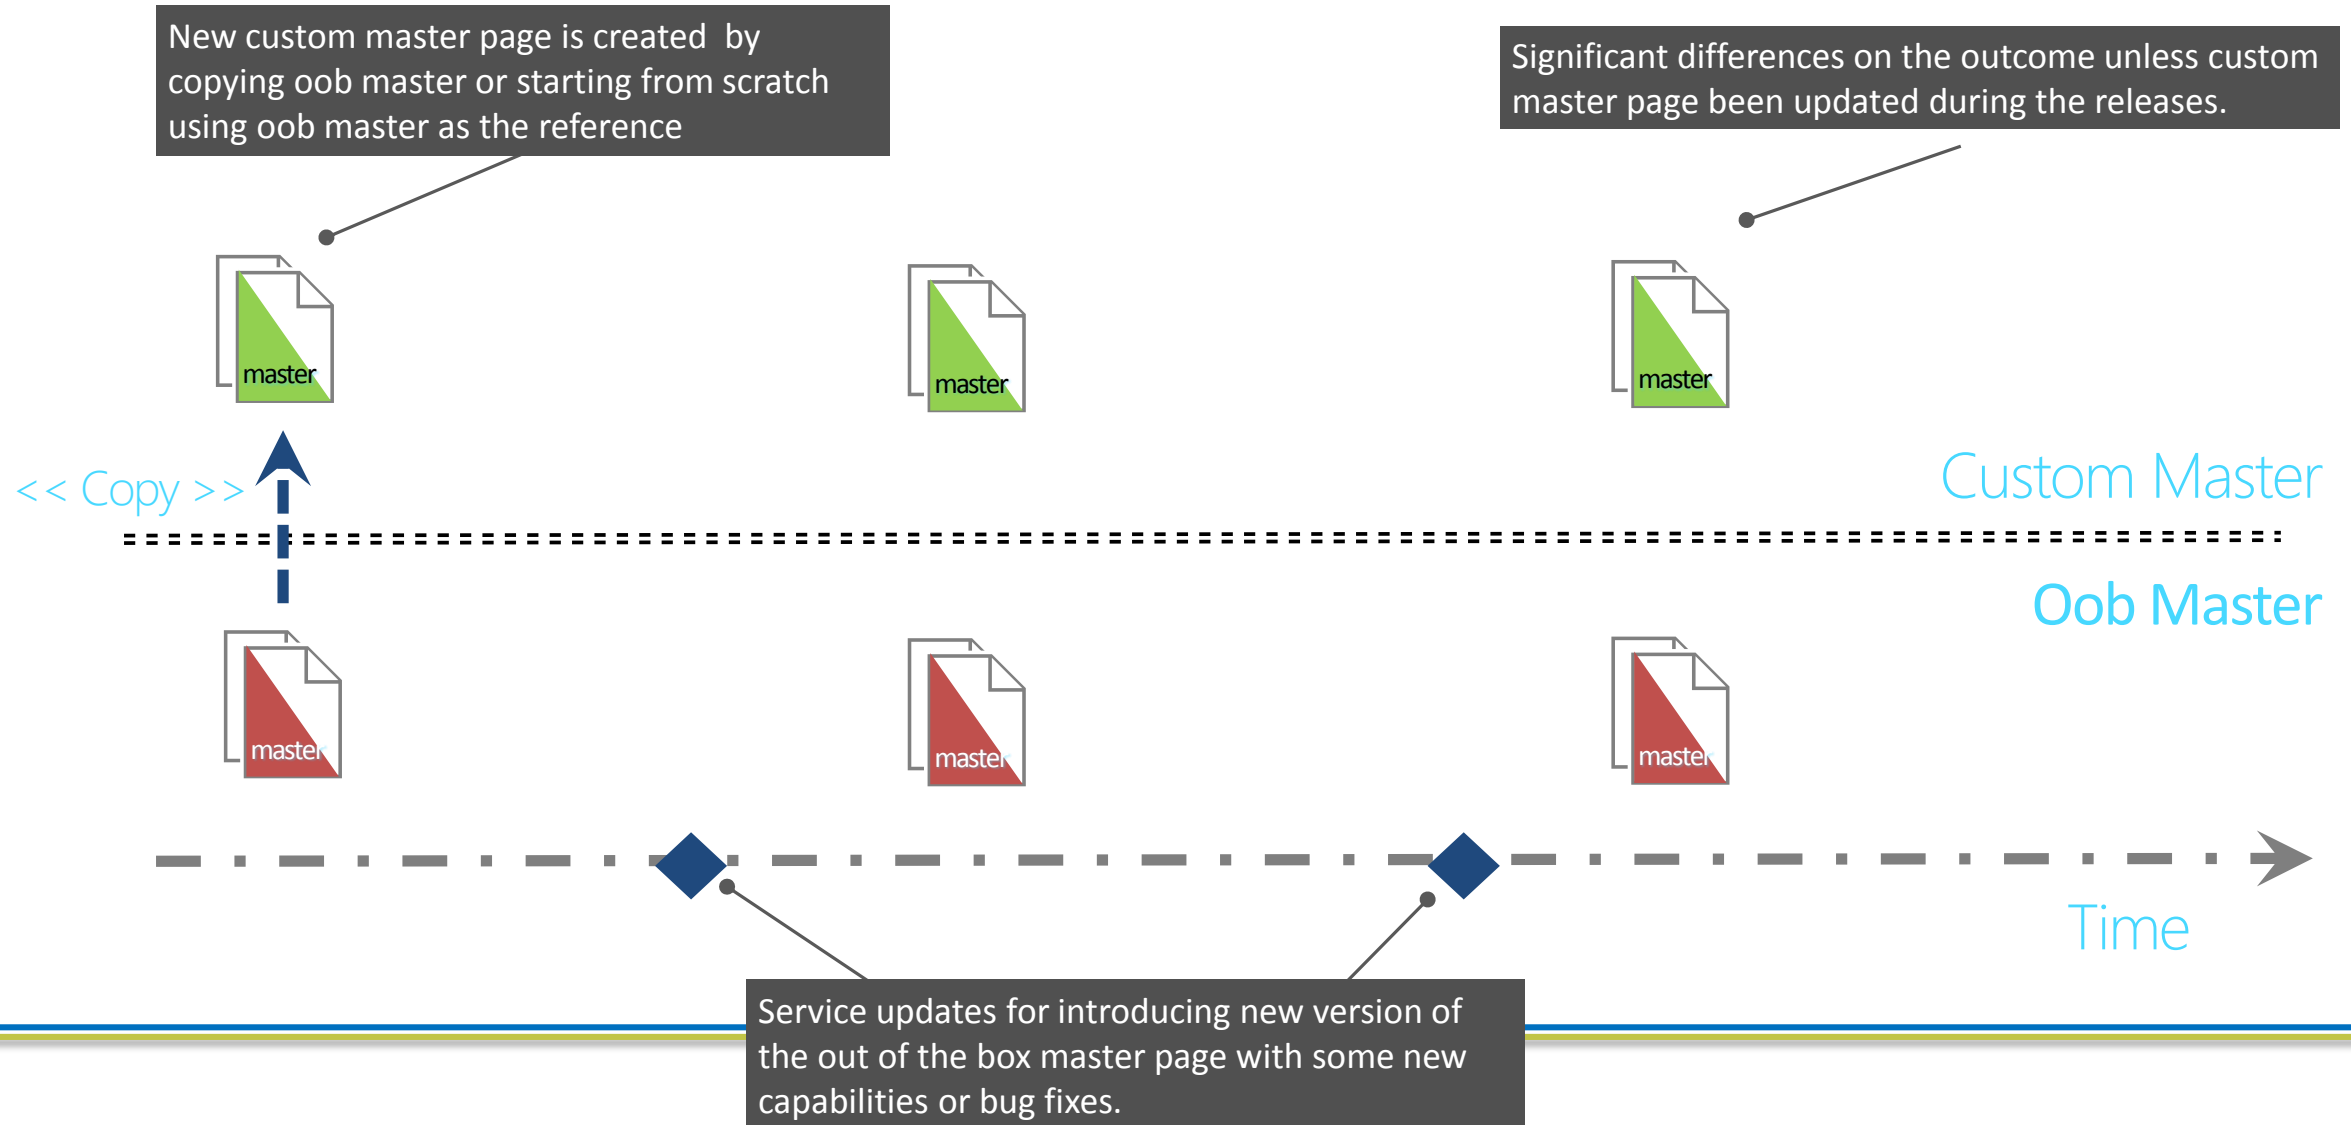 New custom master page is created  by
copying oob master or starting from scratch
using oob master as the reference
Significant differences on the outcome unless custom
master page been updated during the releases.
master
master
master
<< Copy >>
Custom Master
Oob Master
master
master
master
Time
Service updates for introducing new version of
the out of the box master page with some new
capabilities or bug fixes.